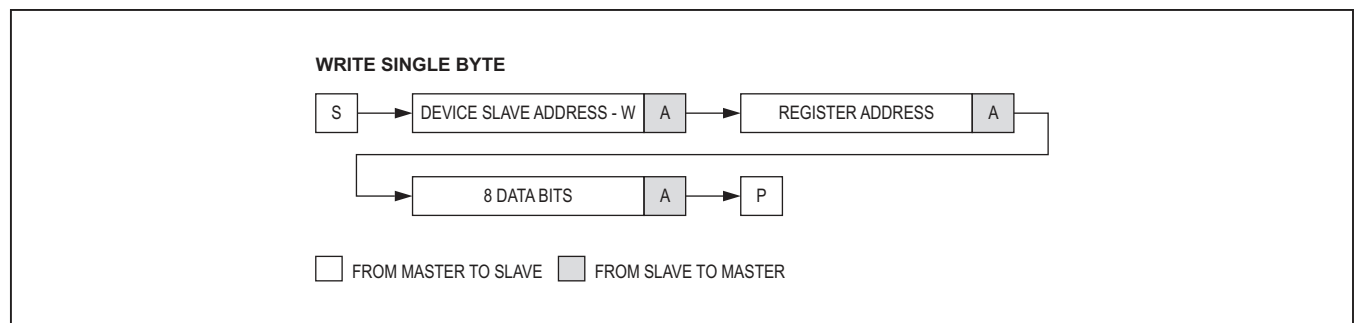 WRITE SINGLE BYTE
S DEVICE SLAVE ADDRESS - W A REGISTER ADDRESS A
8 DATA BITS A P
FROM MASTER TO SLAVE FROM SLAVE TO MASTER